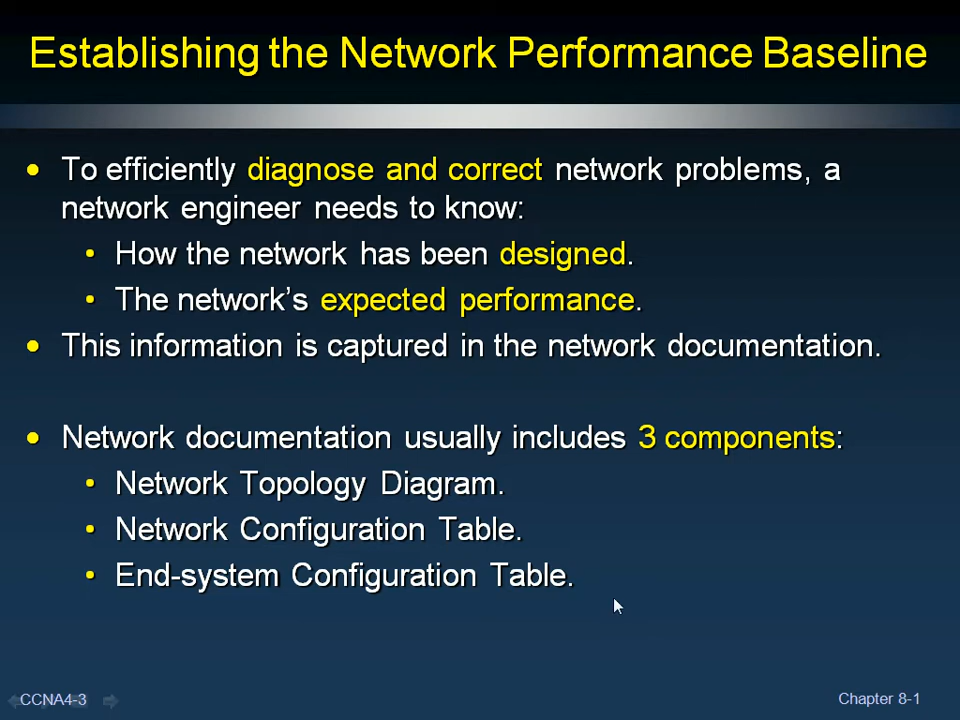 Establishing the Network Performance Baseline
• To efficiently diagnose and correct network problems, a
network engineer needs to know:
• How the network has been designed.
• The network's expected performance.
• This information is captured in the network documentation.
• Network documentation usually includes 3 components:
• Network Topology Diagram.
• Network Configuration Table.
• End-system Configuration Table.
CCNA4-3
Chapter 8-1